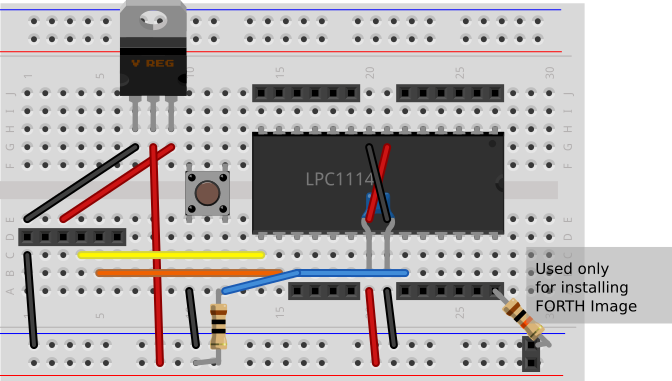 V REG
1
5
10
15
20
25
30
J
J
I
I
H
H
G
G
F
F
LPC1114
E
E
D
D
C
C
B
B
A
A
Used only
for installing
FORTH Image
1
5
15
25